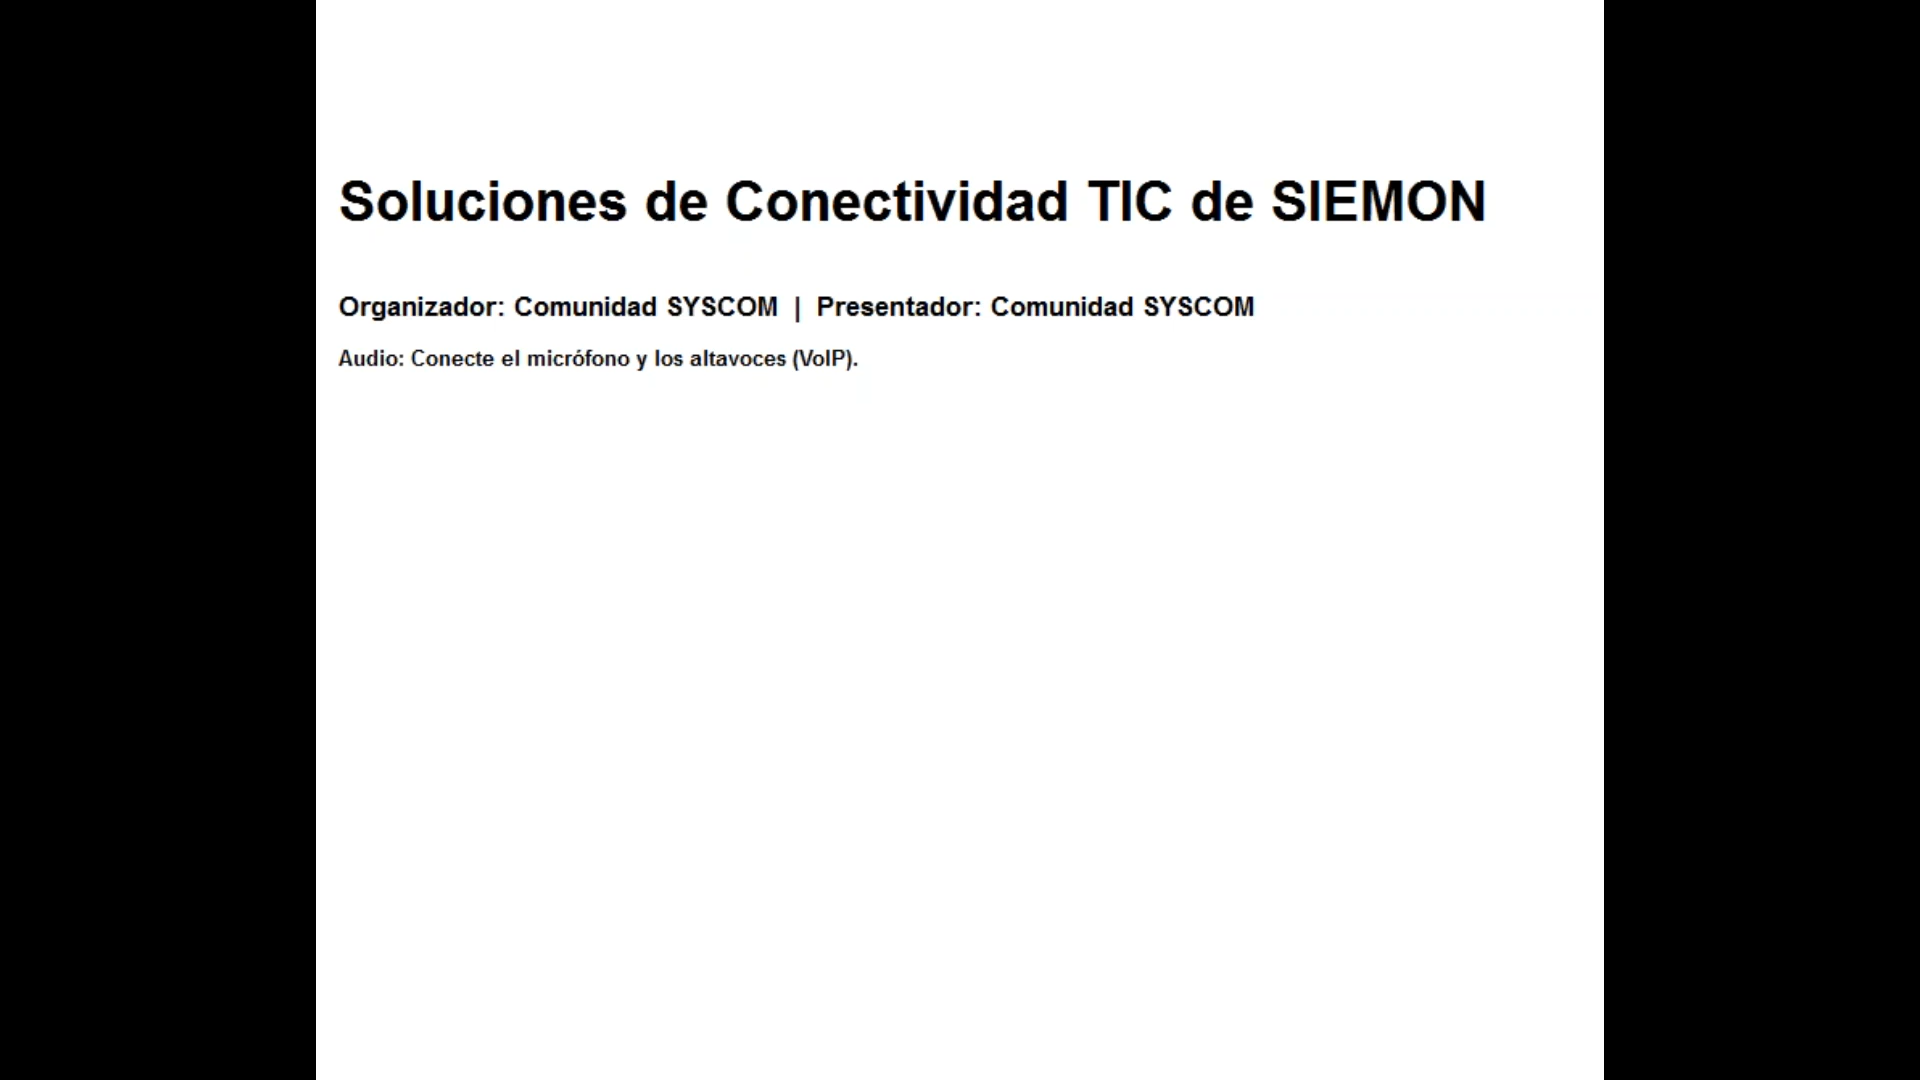 Soluciones de Conectividad TIC de SIEMON
Organizador: Comunidad SYSCOM | Presentador: Comunidad SYSCOM
Audio: Conecte el micrófono y los altavoces (VoIP).